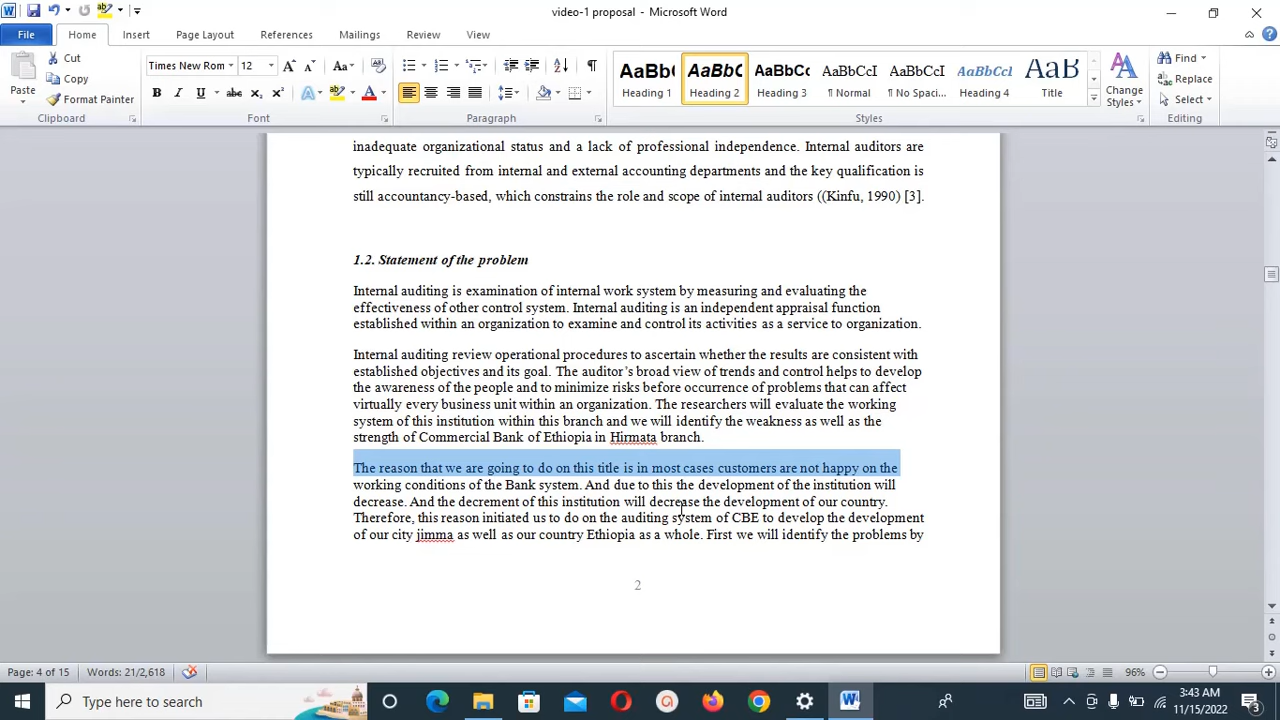 video-1 proposal - Microsoft Word
File Home Insert Page Layout References Mailings Review View
Paste
Cut
Copy
Format Painter
Clipboard
Times New Rom 12
Font
Paragraph
AaBb( AaBbC AaBbCc AaBbCcI AaBbCcI AaBbCcI AaB
Heading 1 Heading 2 Heading 3 ¶ Normal ¶ No Spaci... Heading 4 Title
Styles
Change
Styles
Find
Replace
Select
Editing
inadequate organizational status and a lack of professional independence. Internal auditors are
typically recruited from internal and external accounting departments and the key qualification is
still accountancy-based, which constrains the role and scope of internal auditors ((Kinfu, 1990) [3].
1.2. Statement of the problem
Internal auditing is examination of internal work system by measuring and evaluating the
effectiveness of other control system. Internal auditing is an independent appraisal function
established within an organization to examine and control its activities as a service to organization.
Internal auditing review operational procedures to ascertain whether the results are consistent with
established objectives and its goal. The auditor's broad view of trends and control helps to develop
the awareness of the people and to minimize risks before occurrence of problems that can affect
virtually every business unit within an organization. The researchers will evaluate the working
system of this institution within this branch and we will identify the weakness as well as the
strength of Commercial Bank of Ethiopia in Hirmata branch.
The reason that we are going to do on this title is in most cases customers are not happy on the
working conditions of the Bank system. And due to this the development of the institution will
decrease. And the decrement of this institution will decrease the development of our country.
Therefore, this reason initiated us to do on the auditing system of CBE to develop the development
of our city jimma as well as our country Ethiopia as a whole. First we will identify the problems by
2
Page: 4 of 15 Words: 21/2,618 96%
Type here to search
3:43 AM
11/15/2022